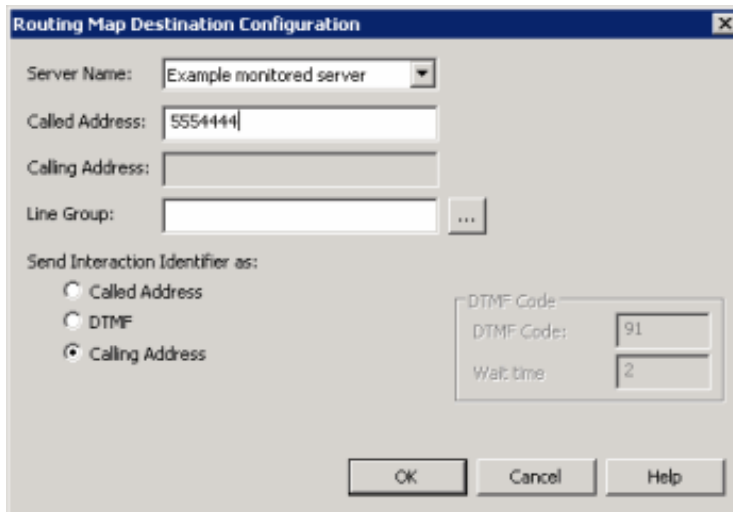 Routing Map Destination Configuration
Server Name: Example monitored server
Called Address: 5554444
Calling Address:
Line Group: ...
Send Interaction Identifier as:
Called Address
DTMF
Calling Address
DTMF Code
DTMF Code: 91
Wait time 2
OK Cancel Help